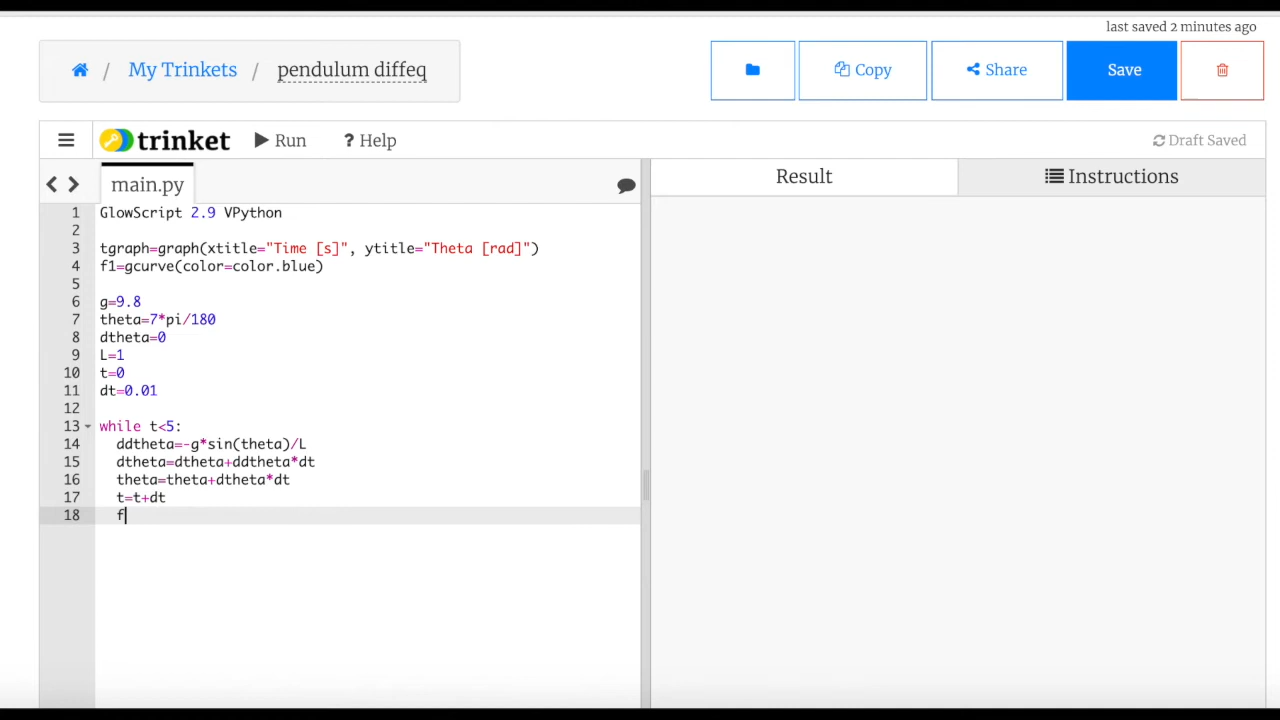 last saved 2 minutes ago
/ My Trinkets / pendulum diffeq
Copy Share Save
trinket Run ? Help Draft Saved
main.py Result Instructions
1 GlowScript 2.9 VPython
2
3 tgraph=graph(xtitle="Time [s]", ytitle="Theta [rad]")
4 f1=gcurve(color=color.blue)
5
6 g=9.8
7 theta=7*pi/180
8 dtheta=0
9 L=1
10 t=0
11 dt=0.01
12
13 while t<5:
14 ddtheta=-g*sin(theta)/L
15 dtheta=dtheta+ddtheta*dt
16 theta=theta+dtheta*dt
17 t=t+dt
18 f